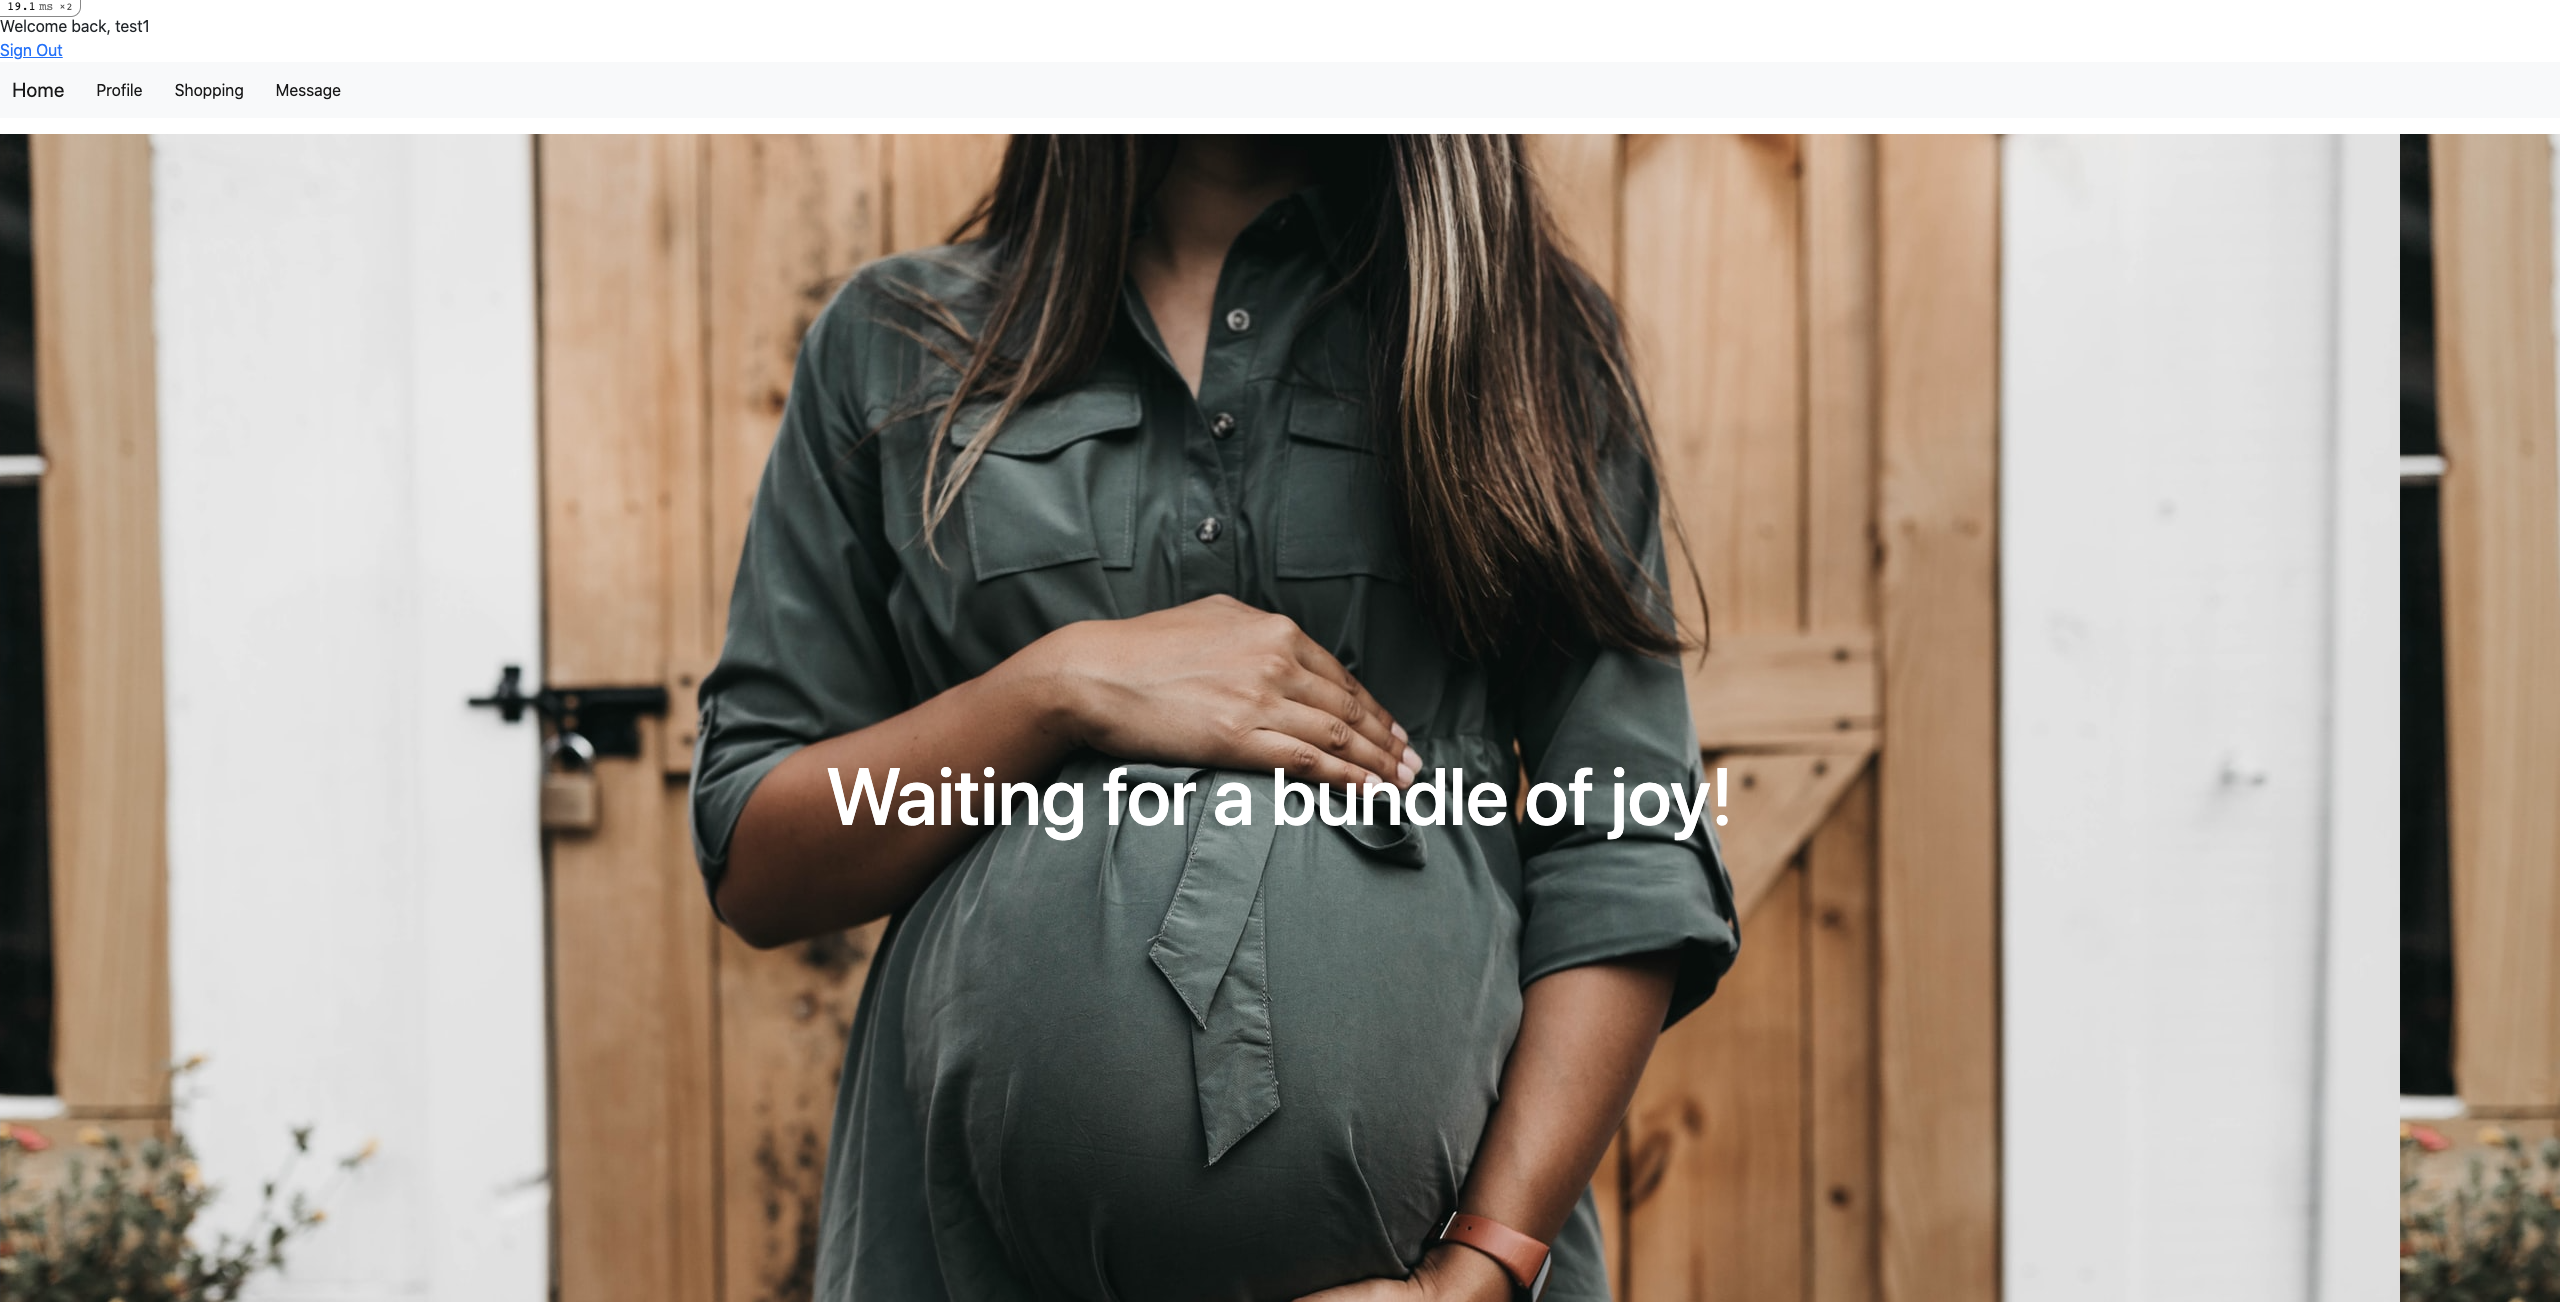 19.1 ms ×2
Welcome back, test1
Sign Out
Home Profile Shopping Message
Waiting for a bundle of joy!